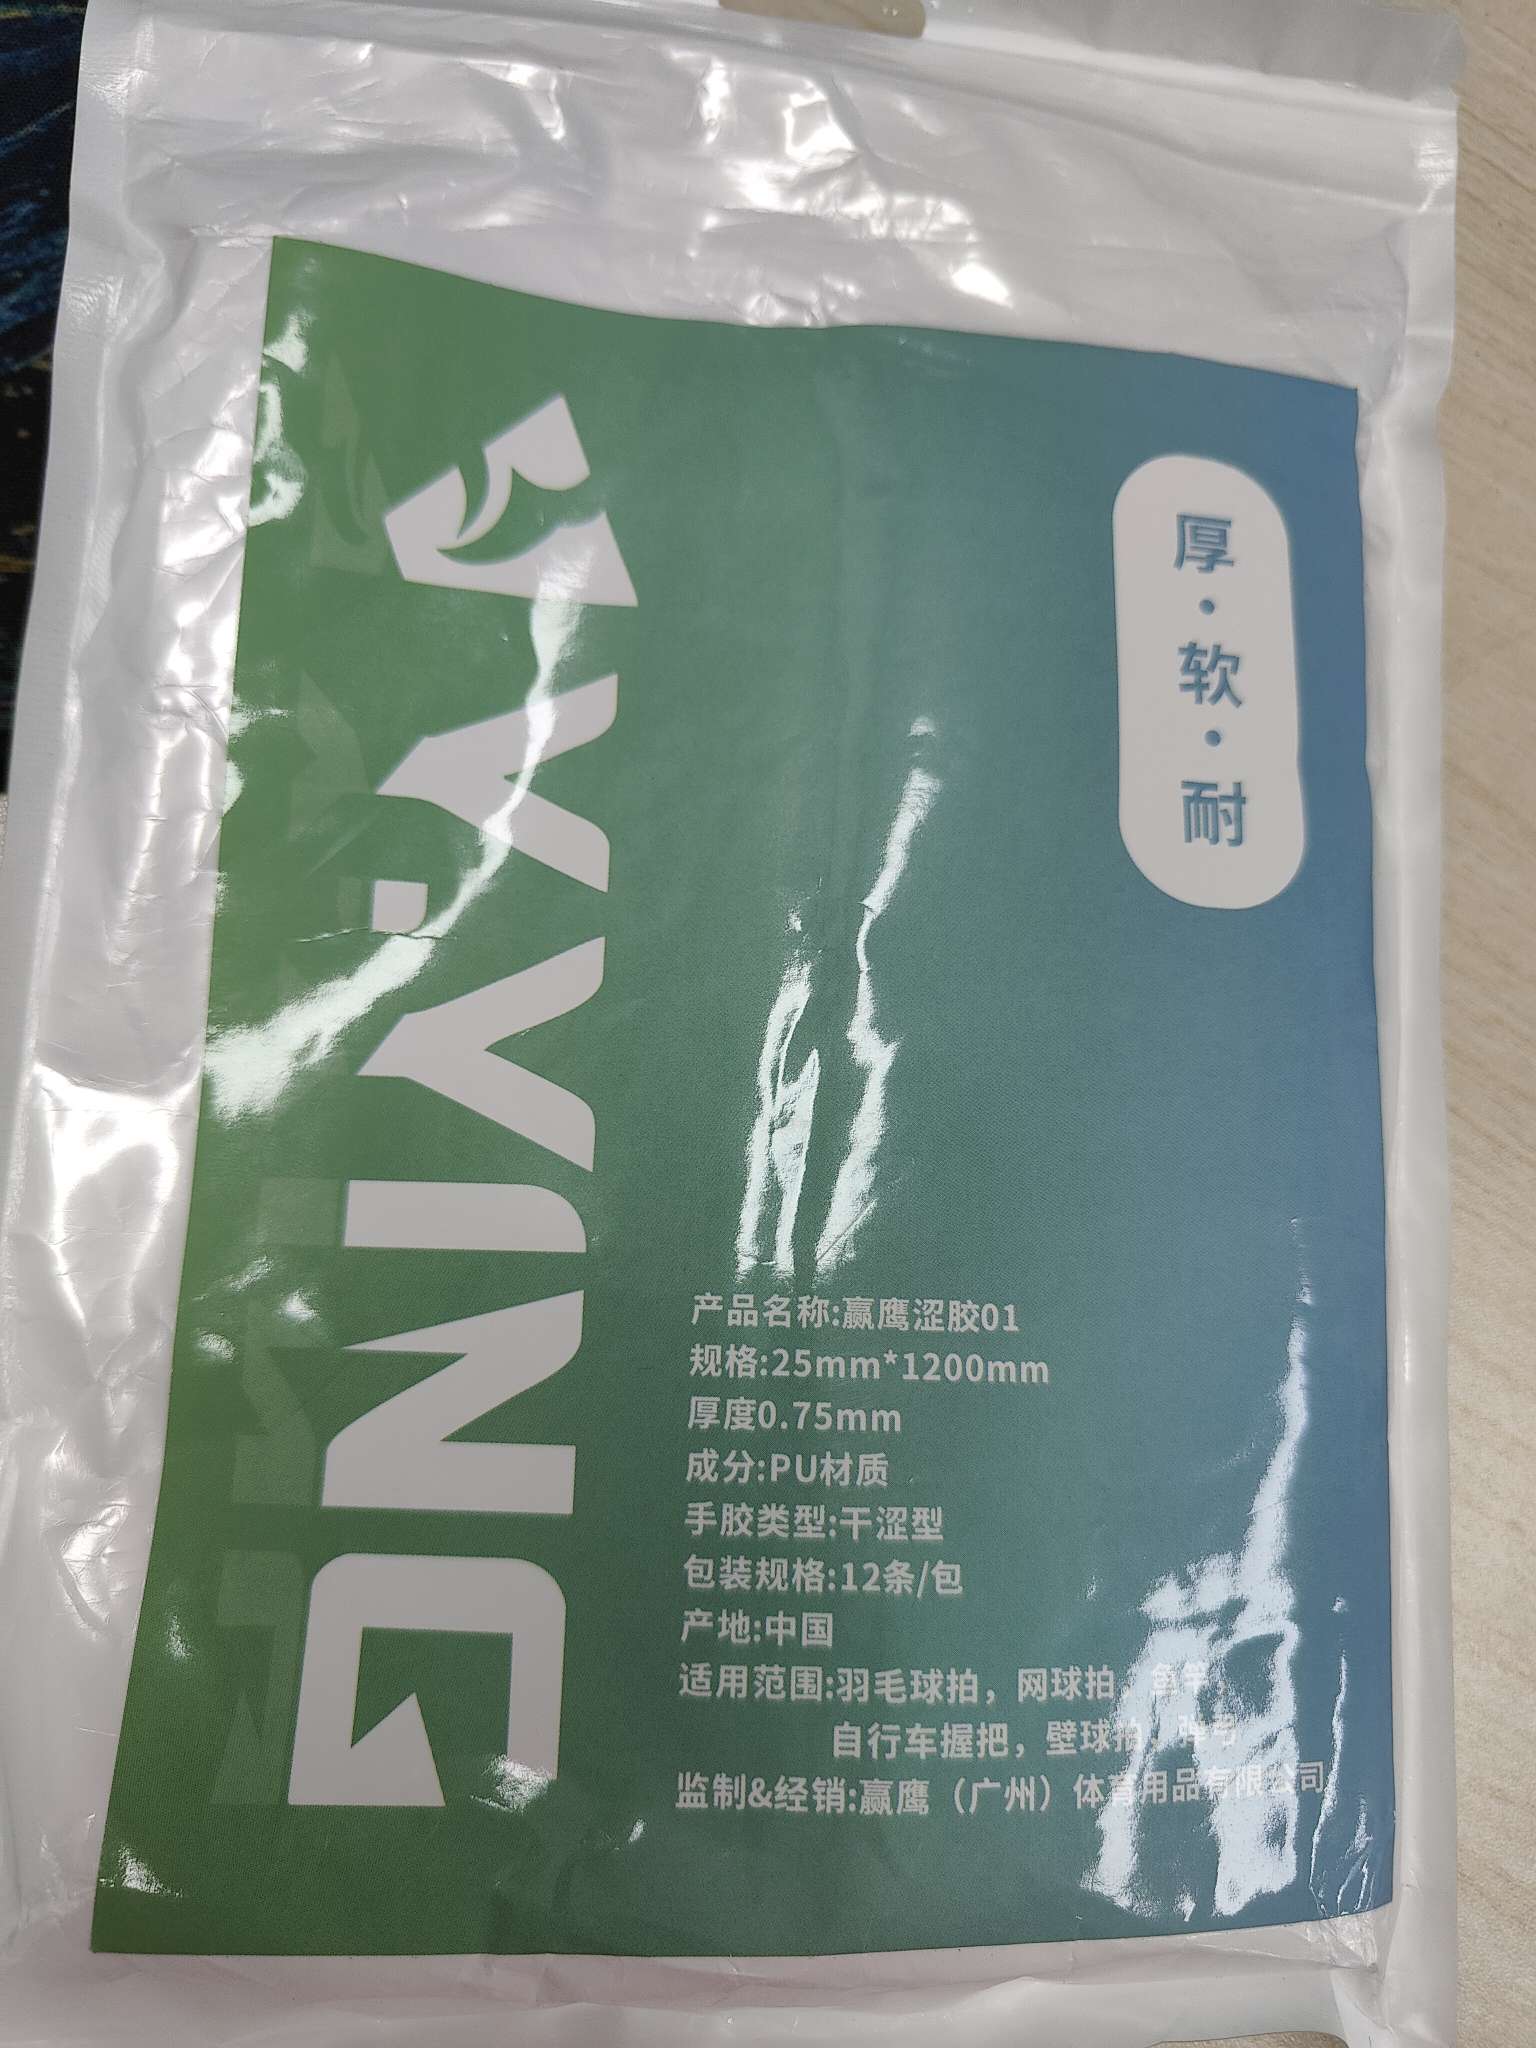 Y.YING
厚·软·耐
产品名称:赢鹰涩胶01
规格:25mm*1200mm
厚度0.75mm
成分:PU材质
手胶类型:干涩型
包装规格:12条/包
产地:中国
适用范围:羽毛球拍，网球拍，鱼竿，
自行车握把，壁球拍，弹弓
监制&经销:赢鹰（广州）体育用品有限公司